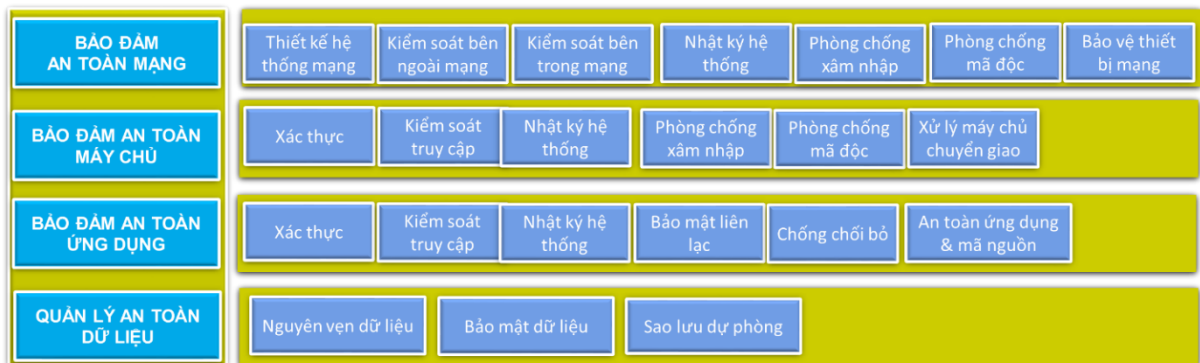 BẢO ĐẢM
AN TOÀN MẠNG
Thiết kế hệ
thống mạng
Kiểm soát bên
ngoài mạng
Kiểm soát bên
trong mạng
Nhật ký hệ
thống
Phòng chống
xâm nhập
Phòng chống
mã độc
Bảo vệ thiết
bị mạng
BẢO ĐẢM AN TOÀN
MÁY CHỦ
Xác thực
Kiểm soát
truy cập
Nhật ký hệ
thống
Phòng chống
xâm nhập
Phòng chống
mã độc
Xử lý máy chủ
chuyển giao
BẢO ĐẢM AN TOÀN
ỨNG DỤNG
Xác thực
Kiểm soát
truy cập
Nhật ký hệ
thống
Bảo mật liên
lạc
Chống chối bỏ
An toàn ứng dụng
& mã nguồn
QUẢN LÝ AN TOÀN
DỮ LIỆU
Nguyên vẹn dữ liệu
Bảo mật dữ liệu
Sao lưu dự phòng